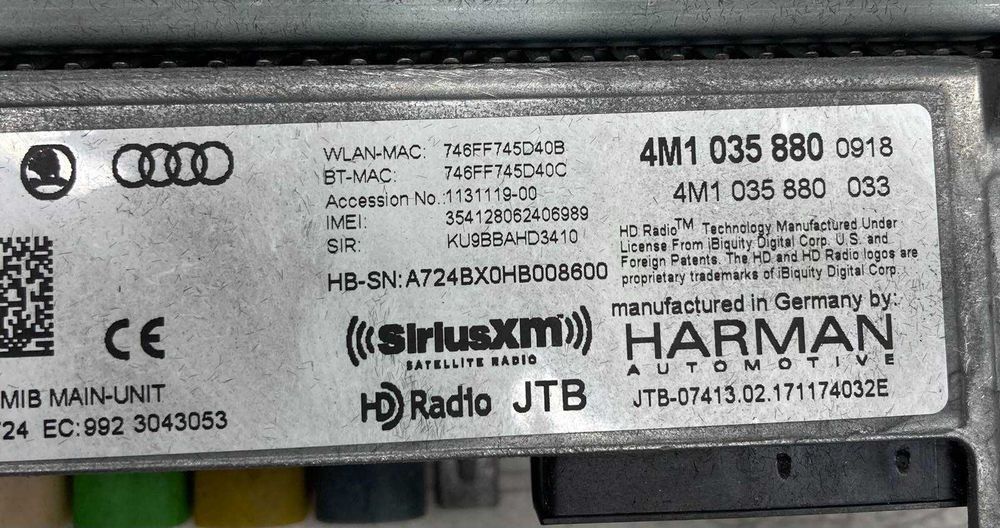 WLAN-MAC: 746FF745D40B
BT-MAC: 746FF745D40C
Accession No.:1131119-00
IMEI: 354128062406989
SIR: KU9BBAHD3410
HB-SN: A724BX0HB008600
4M1 035 880 0918
4M1 035 880 033
HD Radio™ Technology Manufactured Under
License From iBiquity Digital Corp. U.S. and
Foreign Patents. The HD and HD Radio logos are
proprietary trademarks of iBiquity Digital Corp.
manufactured in Germany by:
HARMAN
AUTOMOTIVE
JTB-07413.02.171174032E
SiriusXm
SATELLITE RADIO
HD Radio JTB
CE
MIB MAIN-UNIT
724 EC:992 3043053